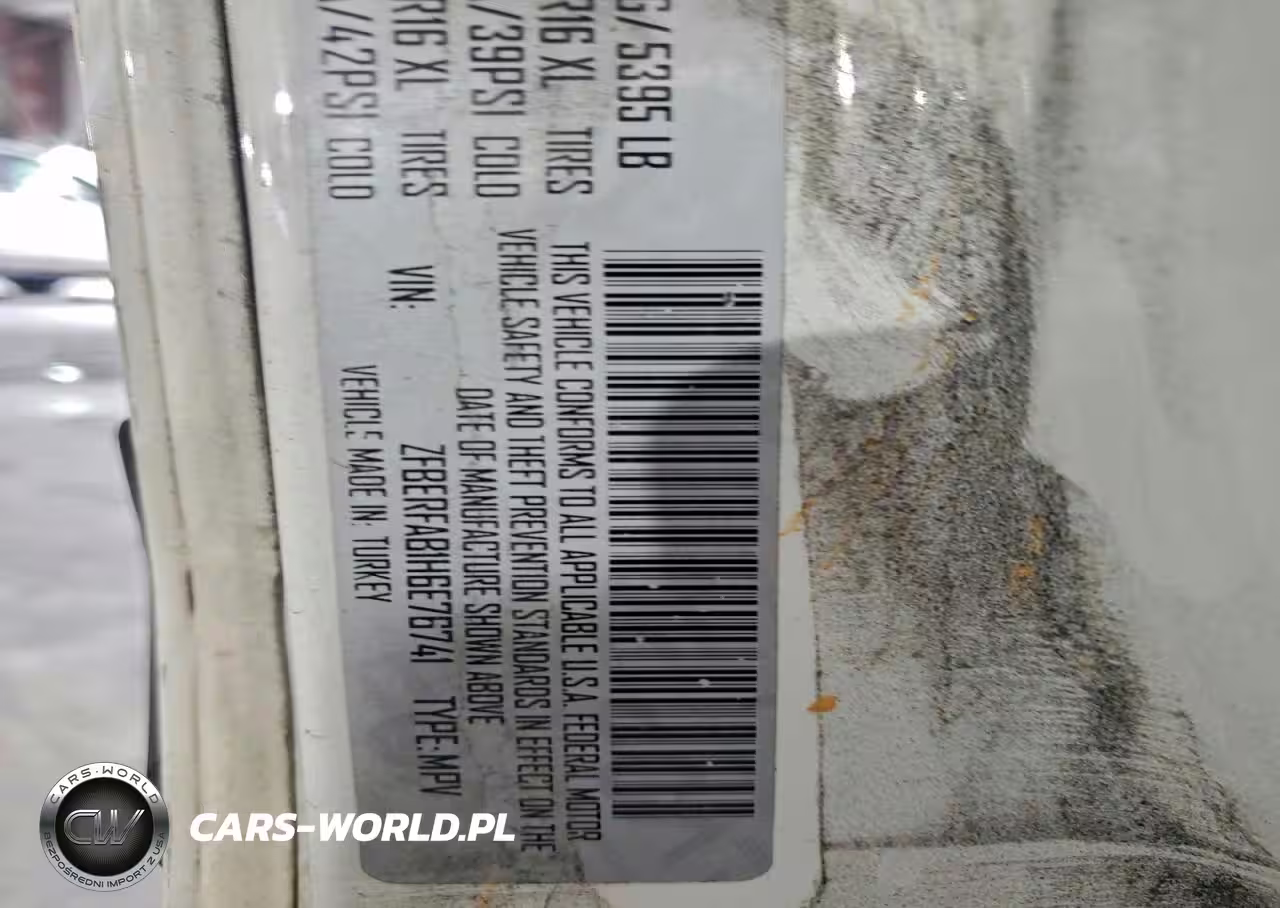 G/ 5395 LB
R16 XL TIRES
/39PSI COLD
R16 XL TIRES
/42PSI COLD
THIS VEHICLE CONFORMS TO ALL APPLICABLE U.S.A. FEDERAL MOTOR
VEHICLE SAFETY AND THEFT PREVENTON STANDARDS IN EFFECT ON THE
DATE OF MANUFACTURE SHOWN ABOVE
VIN: ZFBERFAB1H6E76741 TYPE:MPV
VEHICLE MADE IN: TURKEY
CARS-WORLD
CW
BEZPOŚREDNI IMPORT Z USA
CARS-WORLD.PL